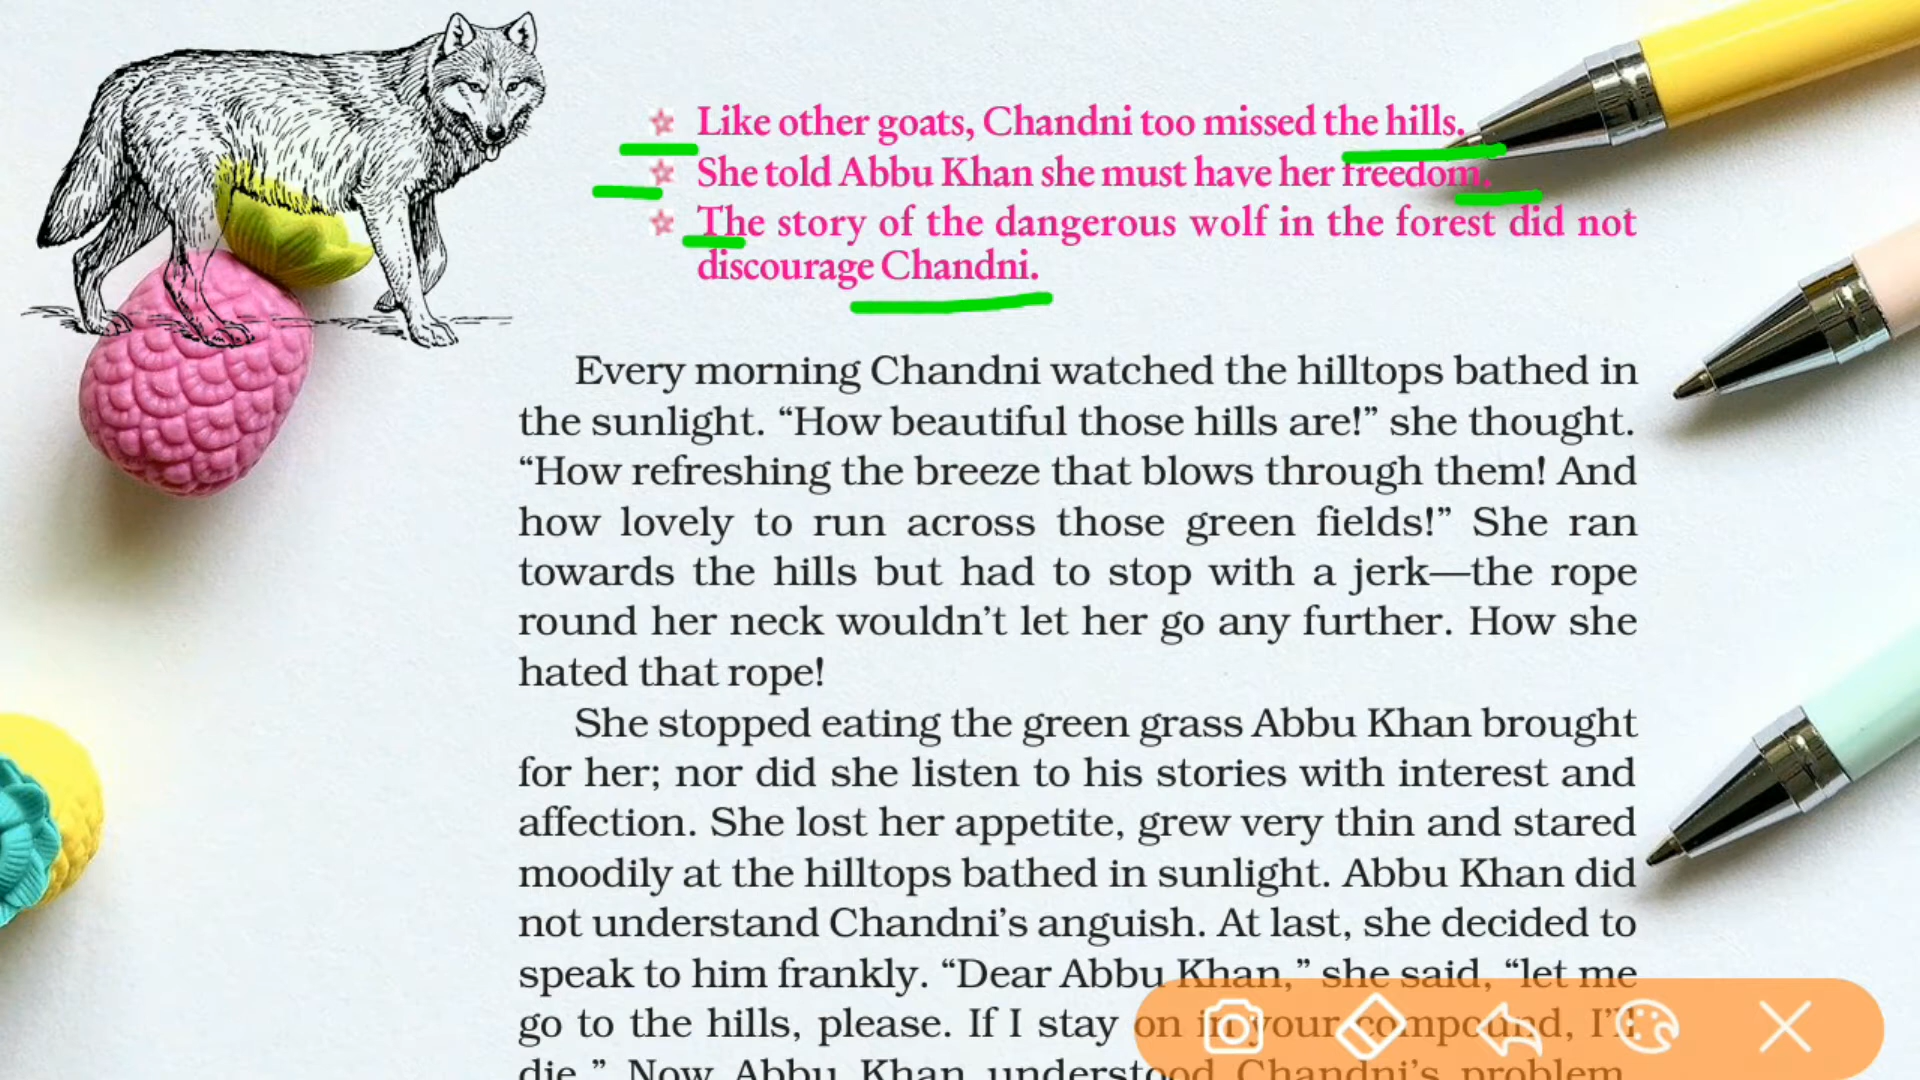 Like other goats, Chandni too missed the hills.
She told Abbu Khan she must have her freedom.
The story of the dangerous wolf in the forest did not
discourage Chandni.
Every morning Chandni watched the hilltops bathed in
the sunlight. “How beautiful those hills are!” she thought.
“How refreshing the breeze that blows through them! And
how lovely to run across those green fields!” She ran
towards the hills but had to stop with a jerk—the rope
round her neck wouldn’t let her go any further. How she
hated that rope!
She stopped eating the green grass Abbu Khan brought
for her; nor did she listen to his stories with interest and
affection. She lost her appetite, grew very thin and stared
moodily at the hilltops bathed in sunlight. Abbu Khan did
not understand Chandni’s anguish. At last, she decided to
speak to him frankly. “Dear Abbu Khan,” she said, “let me
go to the hills, please. If I stay on in your compound, I’ll
die.” Now Abbu Khan understood Chandni’s problem.